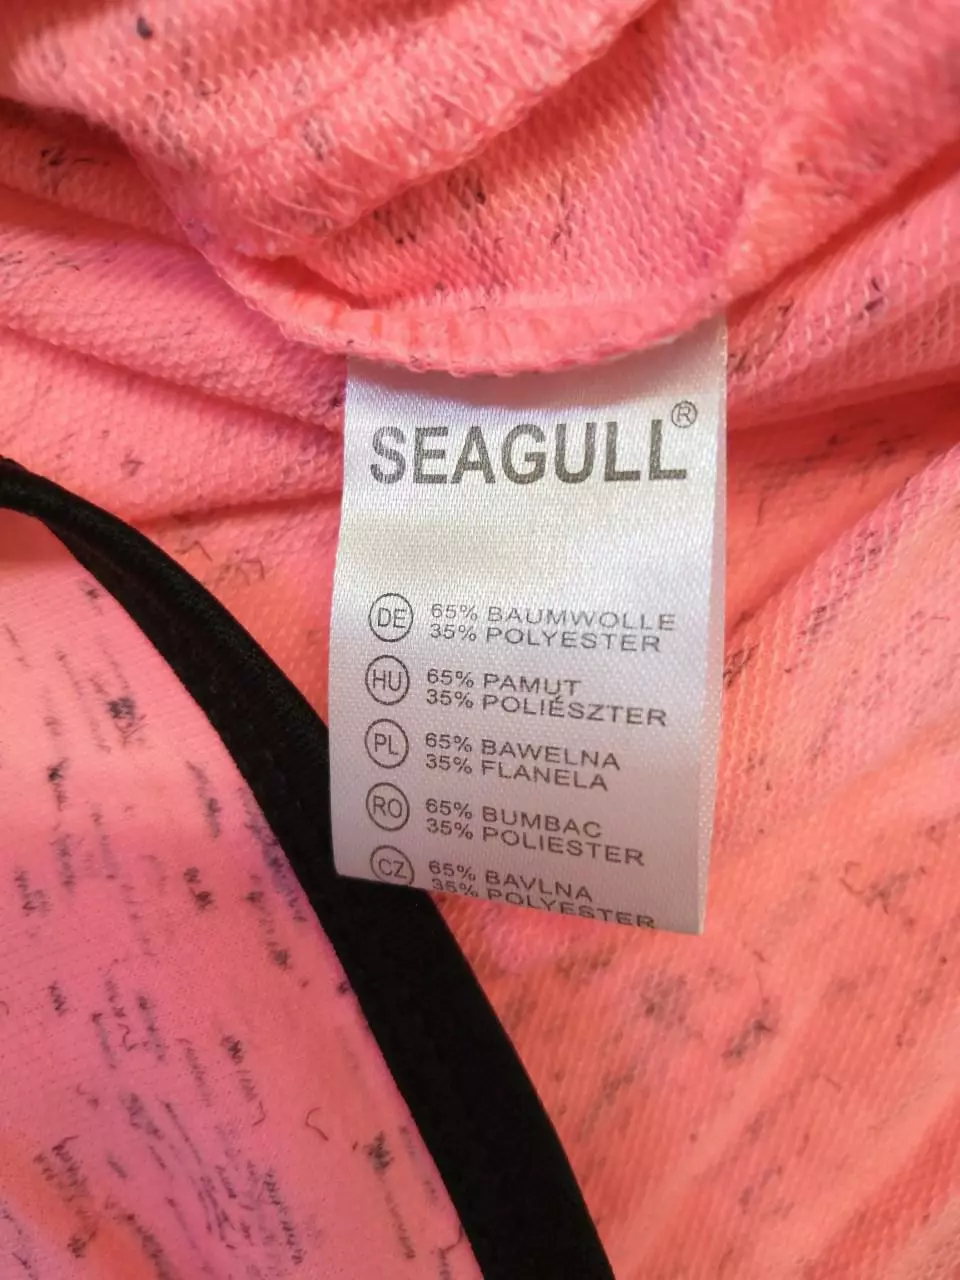 SEAGULL®
DE 65% BAUMWOLLE
35% POLYESTER
HU 65% PAMUT
35% POLIÉSZTER
PL 65% BAWELNA
35% FLANELA
RO 65% BUMBAC
35% POLIESTER
CZ 65% BAVLNA
35% POLYESTER